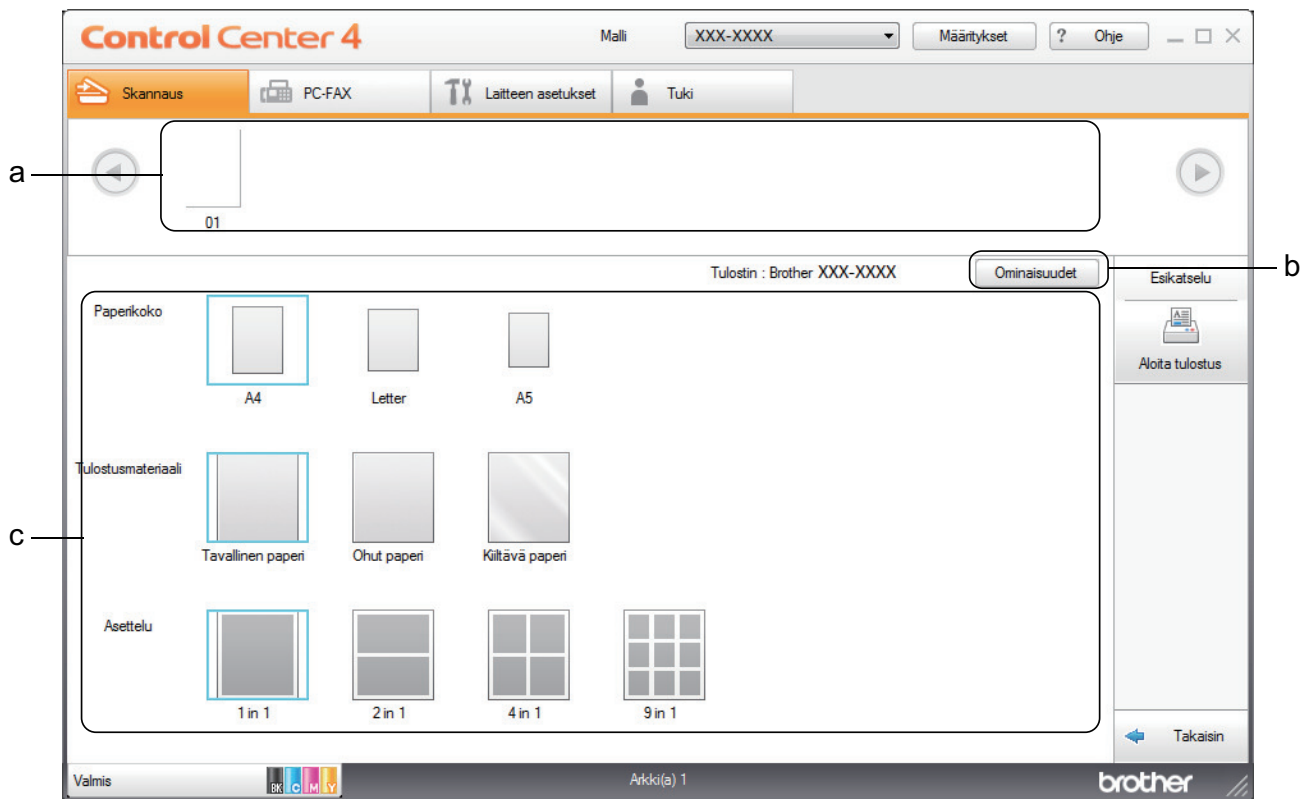 Control Center 4 Malli XXX-XXXX Määritykset ? Ohje
Skannaus PC-FAX Laitteen asetukset Tuki
a
01
Tulostin : Brother XXX-XXXX Ominaisuudet b
Esikatselu
Paperikoko
Aloita tulostus
A4 Letter A5
Tulostusmateriaali
c
Tavallinen paperi Ohut paperi Kiiltävä paperi
Asettelu
1 in 1 2 in 1 4 in 1 9 in 1
Takaisin
Valmis BK C M Y Arkki(a) 1 brother